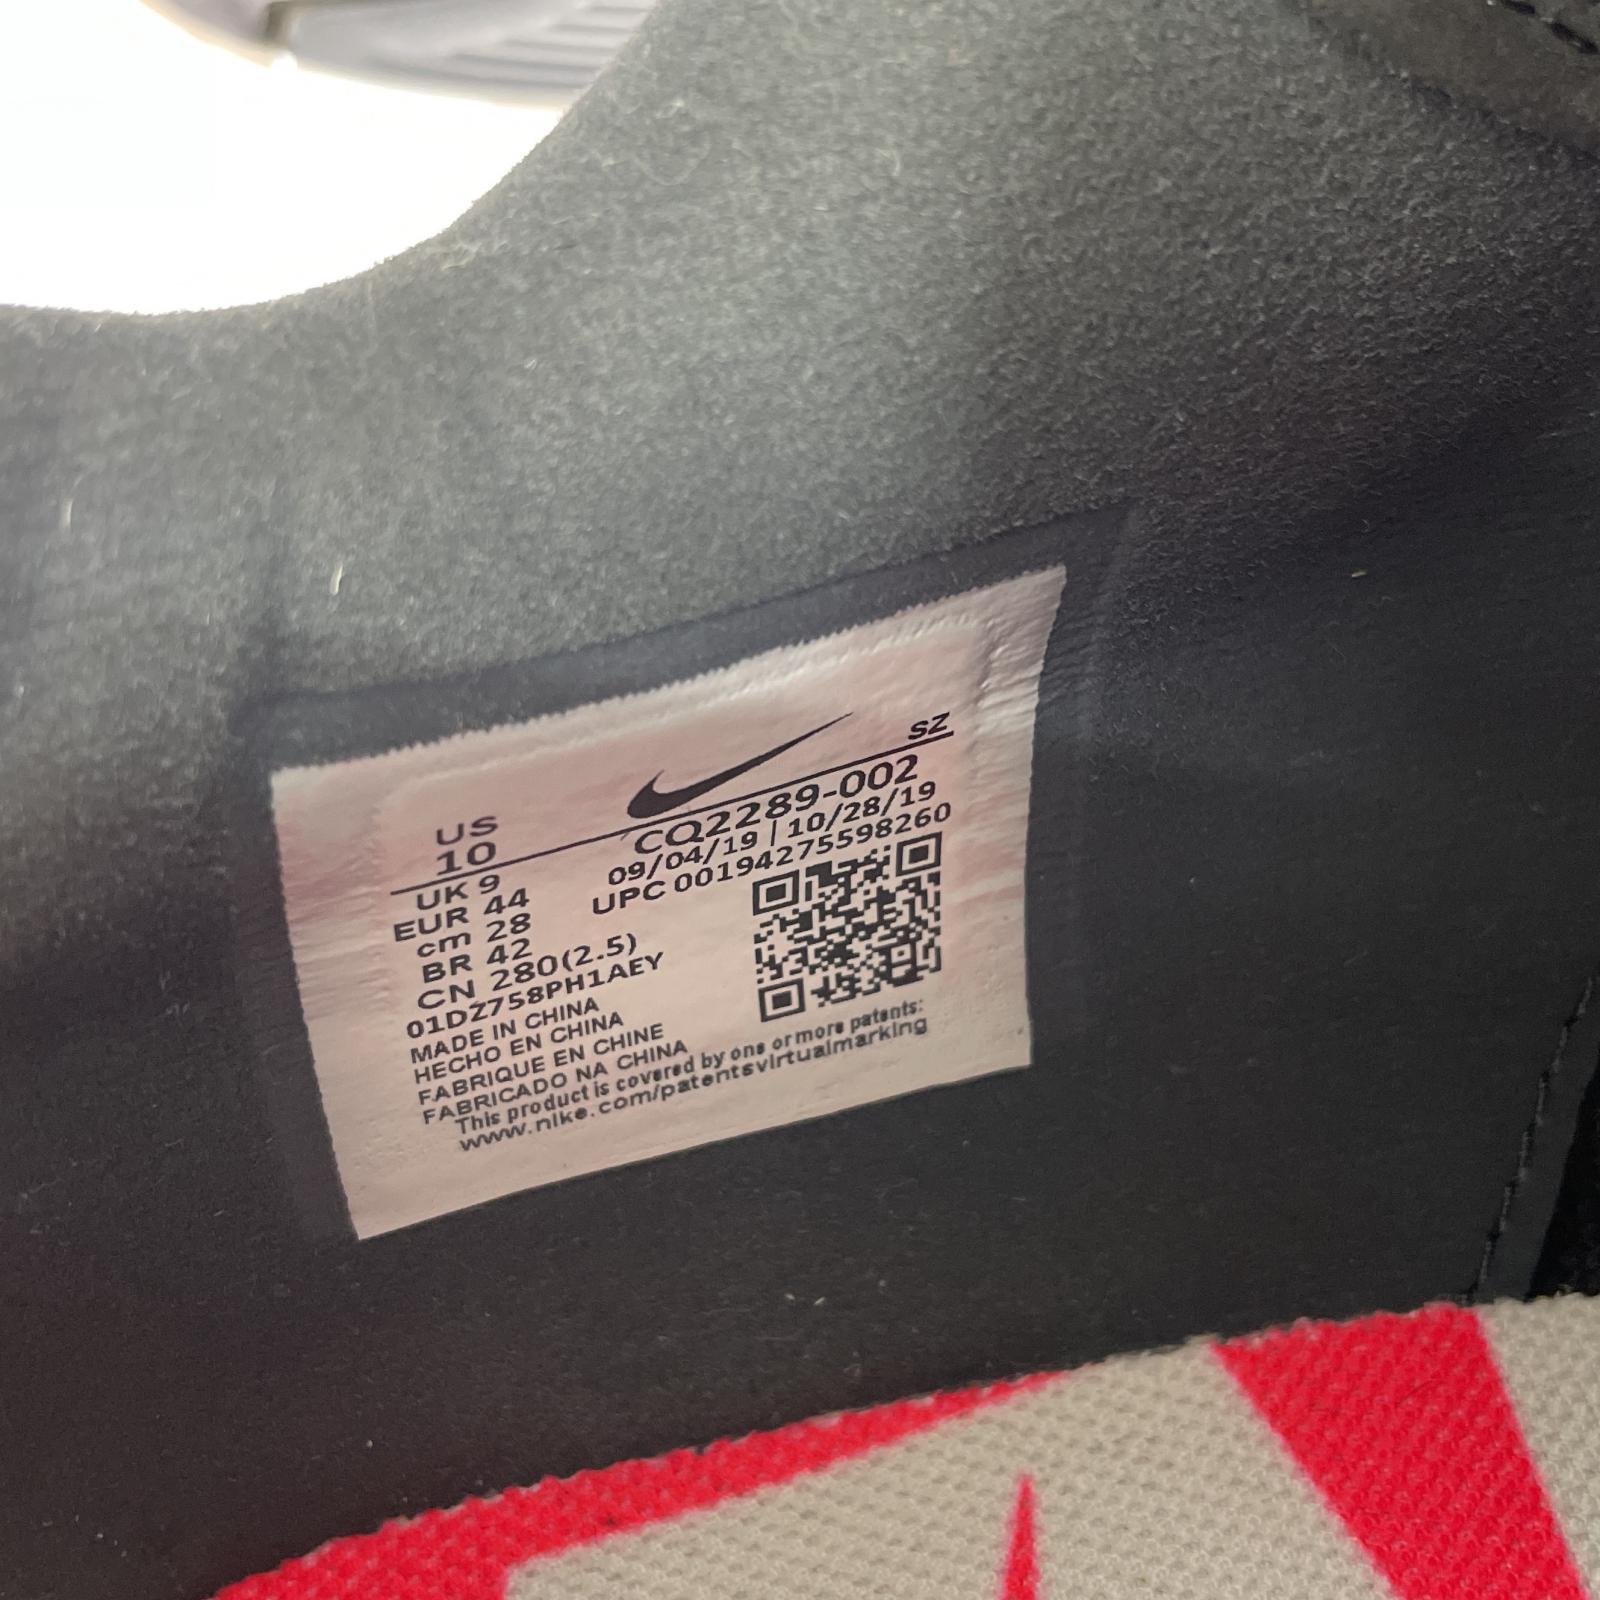 SZ
US
10
CQ2289-002
09/04/19 | 10/28/19
UPC 00194275598260
UK 9
EUR 44
cm 28
BR 42
CN 280(2.5)
01DZ758PH1AEY
MADE IN CHINA
HECHO EN CHINA
FABRIQUE EN CHINE
FABRICADO NA CHINA
This product is covered by one or more patents:
www.nike.com/patentsvirtualmarking